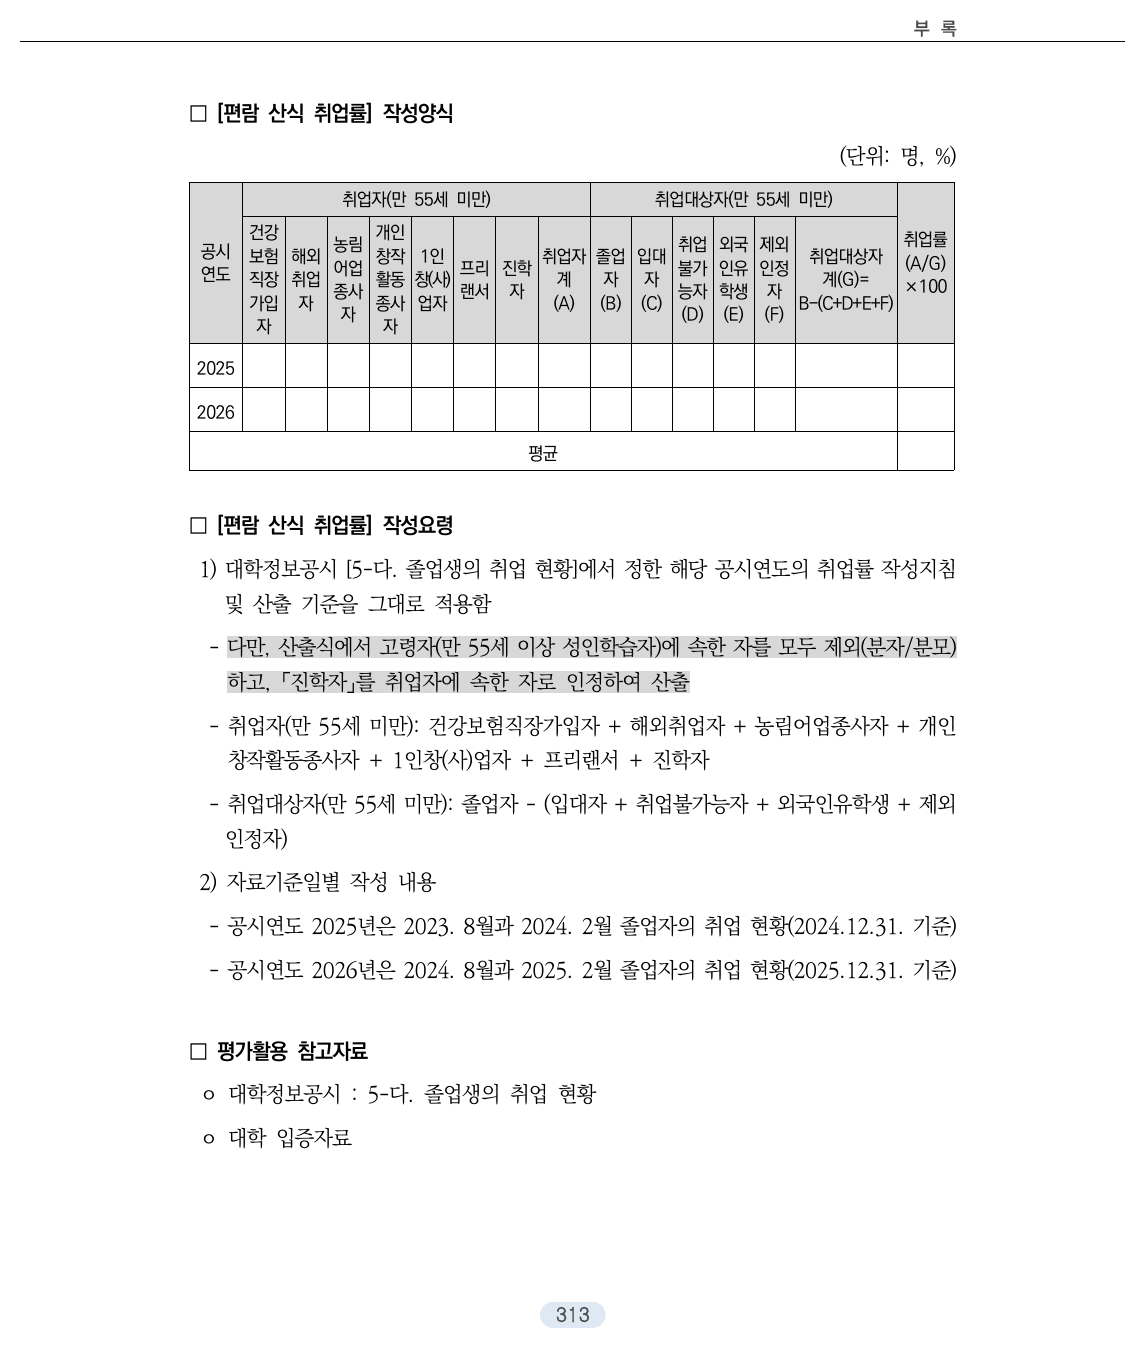 부 록
□ [편람 산식 취업률] 작성양식
(단위: 명, %)
공시
연도
취업자(만 55세 미만)
취업대상자(만 55세 미만)
취업률
(A/G)
×100
건강
보험
직장
가입
자
해외
취업
자
농림
어업
종사
자
개인
창작
활동
종사
자
1인
창(사)
업자
프리
랜서
진학
자
취업자
계
(A)
졸업
자
(B)
입대
자
(C)
취업
불가
능자
(D)
외국
인유
학생
(E)
제외
인정
자
(F)
취업대상자
계(G)=
B-(C+D+E+F)
2025
2026
평균
□ [편람 산식 취업률] 작성요령
1) 대학정보공시 [5-다. 졸업생의 취업 현황]에서 정한 해당 공시연도의 취업률 작성지침
및 산출 기준을 그대로 적용함
- 다만, 산출식에서 고령자(만 55세 이상 성인학습자)에 속한 자를 모두 제외(분자/분모)
하고, 「진학자」를 취업자에 속한 자로 인정하여 산출
- 취업자(만 55세 미만): 건강보험직장가입자 + 해외취업자 + 농림어업종사자 + 개인
창작활동종사자 + 1인창(사)업자 + 프리랜서 + 진학자
- 취업대상자(만 55세 미만): 졸업자 - (입대자 + 취업불가능자 + 외국인유학생 + 제외
인정자)
2) 자료기준일별 작성 내용
- 공시연도 2025년은 2023. 8월과 2024. 2월 졸업자의 취업 현황(2024.12.31. 기준)
- 공시연도 2026년은 2024. 8월과 2025. 2월 졸업자의 취업 현황(2025.12.31. 기준)
□ 평가활용 참고자료
ㅇ 대학정보공시 : 5-다. 졸업생의 취업 현황
ㅇ 대학 입증자료
313